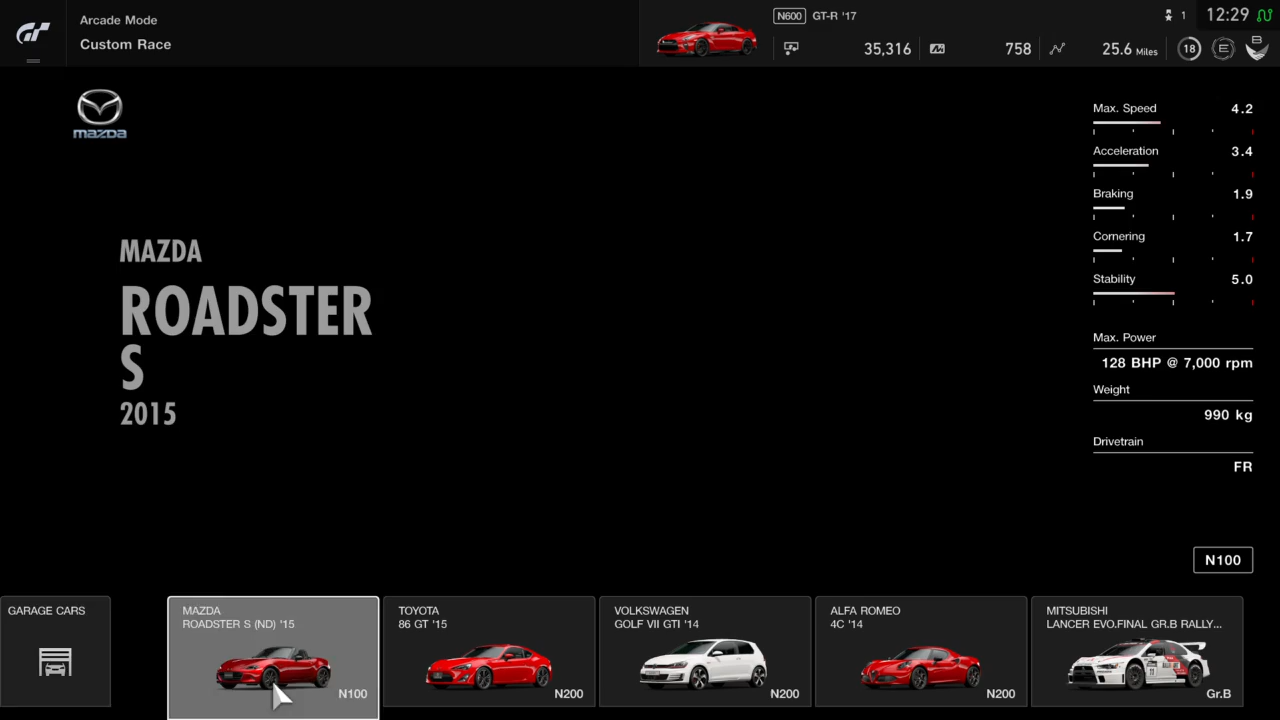 Arcade Mode
Custom Race
N600 GT-R '17
1
12:29
35,316
758
25.6 Miles
18
E
B
mazda
MAZDA
ROADSTER
S
2015
Max. Speed 4.2
Acceleration 3.4
Braking 1.9
Cornering 1.7
Stability 5.0
Max. Power
128 BHP @ 7,000 rpm
Weight
990 kg
Drivetrain
FR
N100
GARAGE CARS
MAZDA
ROADSTER S (ND) '15
N100
TOYOTA
86 GT '15
N200
VOLKSWAGEN
GOLF VII GTI '14
N200
ALFA ROMEO
4C '14
N200
MITSUBISHI
LANCER EVO.FINAL GR.B RALLY...
Gr.B